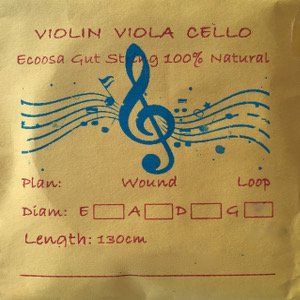 VIOLIN VIOLA CELLO
Ecoosa Gut String 100% Natural
Plan: Wound Loop
Diam: E A D G
Length: 130cm